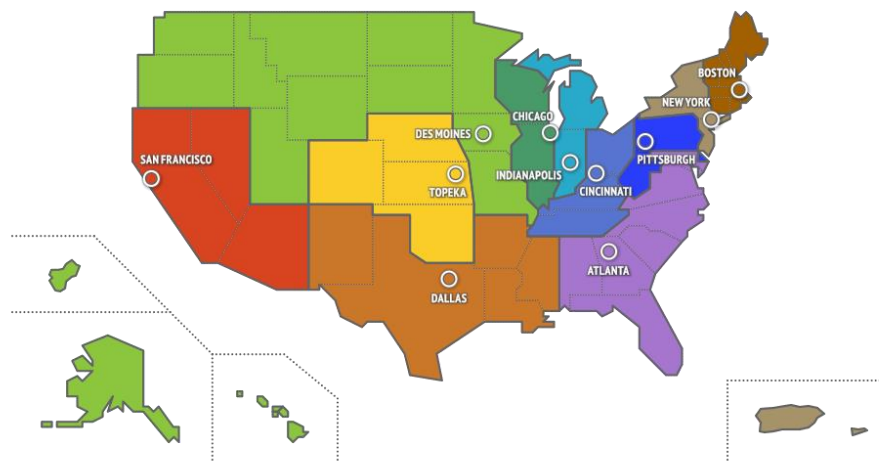 BOSTON
NEW YORK
CHICAGO
DES MOINES
PITTSBURGH
SAN FRANCISCO
INDIANAPOLIS
CINCINNATI
TOPEKA
ATLANTA
DALLAS